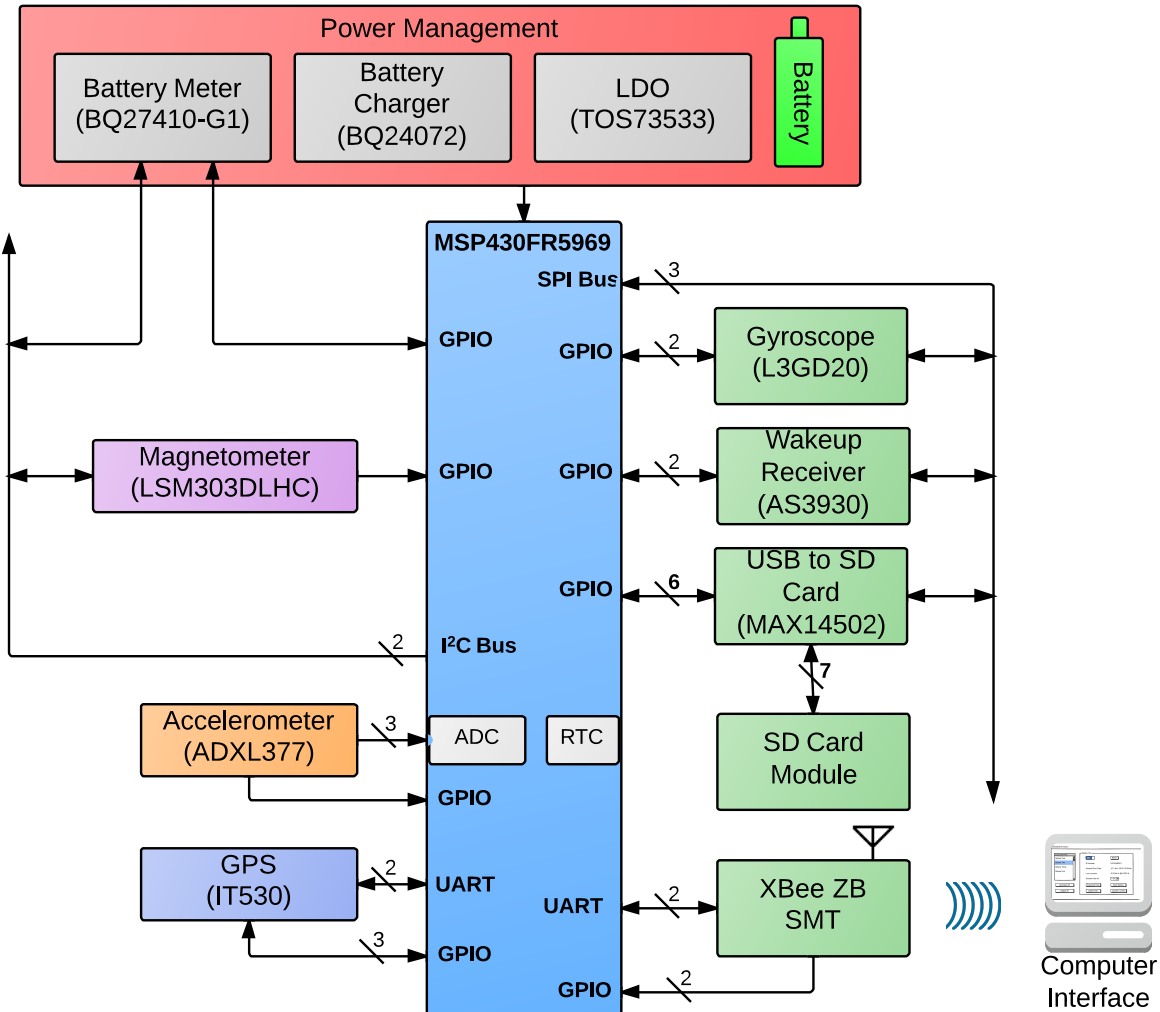 Power Management
Battery Meter
(BQ27410-G1)
Battery
Charger
(BQ24072)
LDO
(TOS73533)
Battery
MSP430FR5969
SPI Bus
3
GPIO
GPIO
2
Gyroscope
(L3GD20)
Magnetometer
(LSM303DLHC)
GPIO
GPIO
2
Wakeup
Receiver
(AS3930)
GPIO
6
USB to SD
Card
(MAX14502)
2
I²C Bus
7
Accelerometer
(ADXL377)
3
ADC
RTC
SD Card
Module
GPIO
GPS
(IT530)
2
UART
UART
2
XBee ZB
SMT
3
GPIO
GPIO
2
Computer
Interface